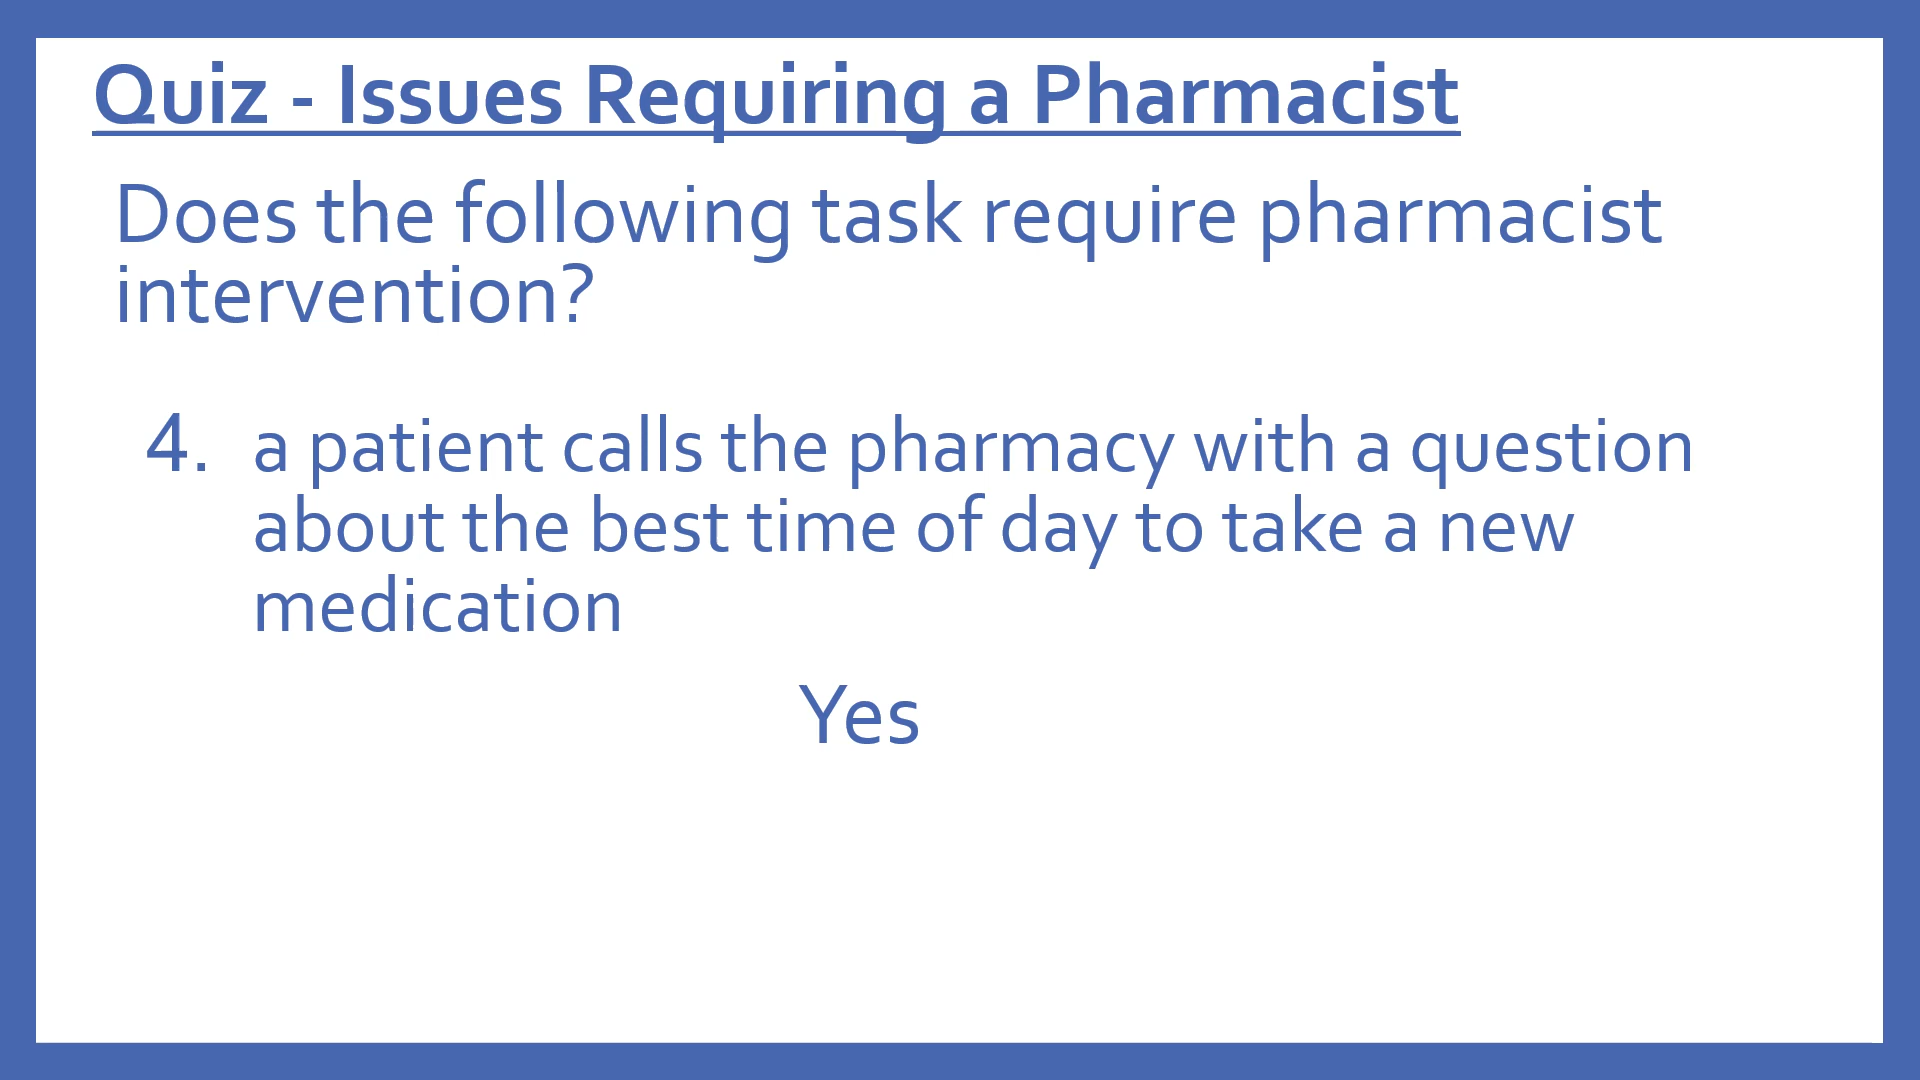 Quiz - Issues Requiring a Pharmacist
Does the following task require pharmacist
intervention?
4. a patient calls the pharmacy with a question
about the best time of day to take a new
medication
Yes